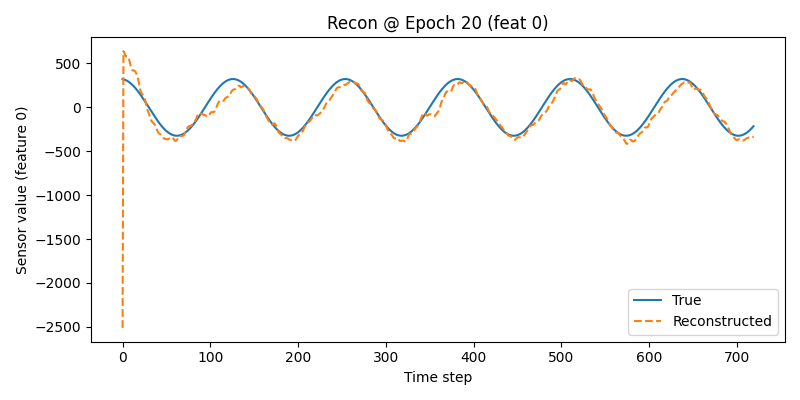 Recon @ Epoch 20 (feat 0)
Sensor value (feature 0)
500
0
−500
−1000
−1500
−2000
−2500
True
Reconstructed
0 100 200 300 400 500 600 700
Time step